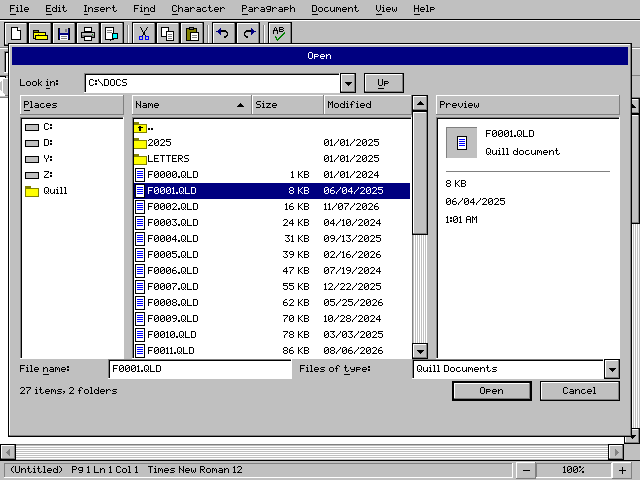 File Edit Insert Find Character Paragraph Document View Help
Open
Look in: C:\DOCS Up
Places Name Size Modified Preview
C: ..
D: 2025 01/01/2025
Y: LETTERS 01/01/2025
Z: F0000.QLD 1 KB 01/01/2024
Quill F0001.QLD 8 KB 06/04/2025
F0002.QLD 16 KB 11/07/2026
F0003.QLD 24 KB 04/10/2024
F0004.QLD 31 KB 09/13/2025
F0005.QLD 39 KB 02/16/2026
F0006.QLD 47 KB 07/19/2024
F0007.QLD 55 KB 12/22/2025
F0008.QLD 62 KB 05/25/2026
F0009.QLD 70 KB 10/28/2024
F0010.QLD 78 KB 03/03/2025
F0011.QLD 86 KB 08/06/2026
F0001.QLD
Quill document
8 KB
06/04/2025
1:01 AM
File name: F0001.QLD Files of type: Quill Documents
27 items, 2 folders Open Cancel
(Untitled) Pg 1 Ln 1 Col 1 Times New Roman 12 100%